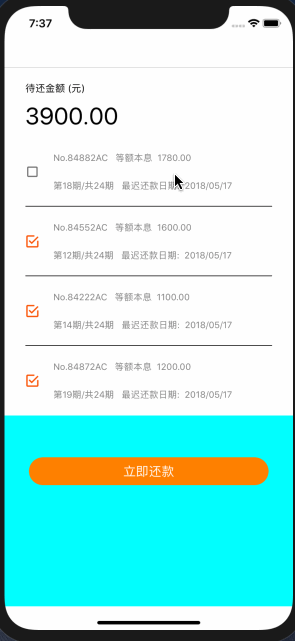 7:37
待还金额 (元)
3900.00
No.84882AC 等额本息 1780.00
第18期/共24期 最迟还款日期: 2018/05/17
No.84552AC 等额本息 1600.00
第12期/共24期 最迟还款日期: 2018/05/17
No.84222AC 等额本息 1100.00
第14期/共24期 最迟还款日期: 2018/05/17
No.84872AC 等额本息 1200.00
第19期/共24期 最迟还款日期: 2018/05/17
立即还款